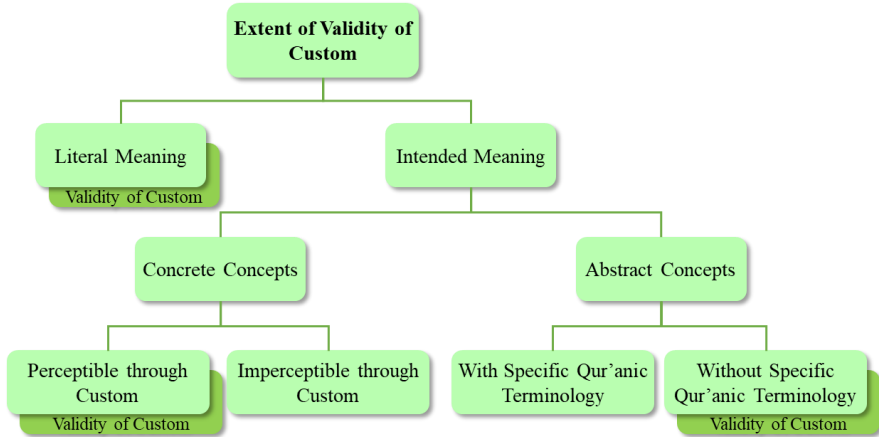 Extent of Validity of
Custom
Literal Meaning
Validity of Custom
Intended Meaning
Concrete Concepts
Abstract Concepts
Perceptible through
Custom
Validity of Custom
Imperceptible through
Custom
With Specific Qur’anic
Terminology
Without Specific
Qur’anic Terminology
Validity of Custom